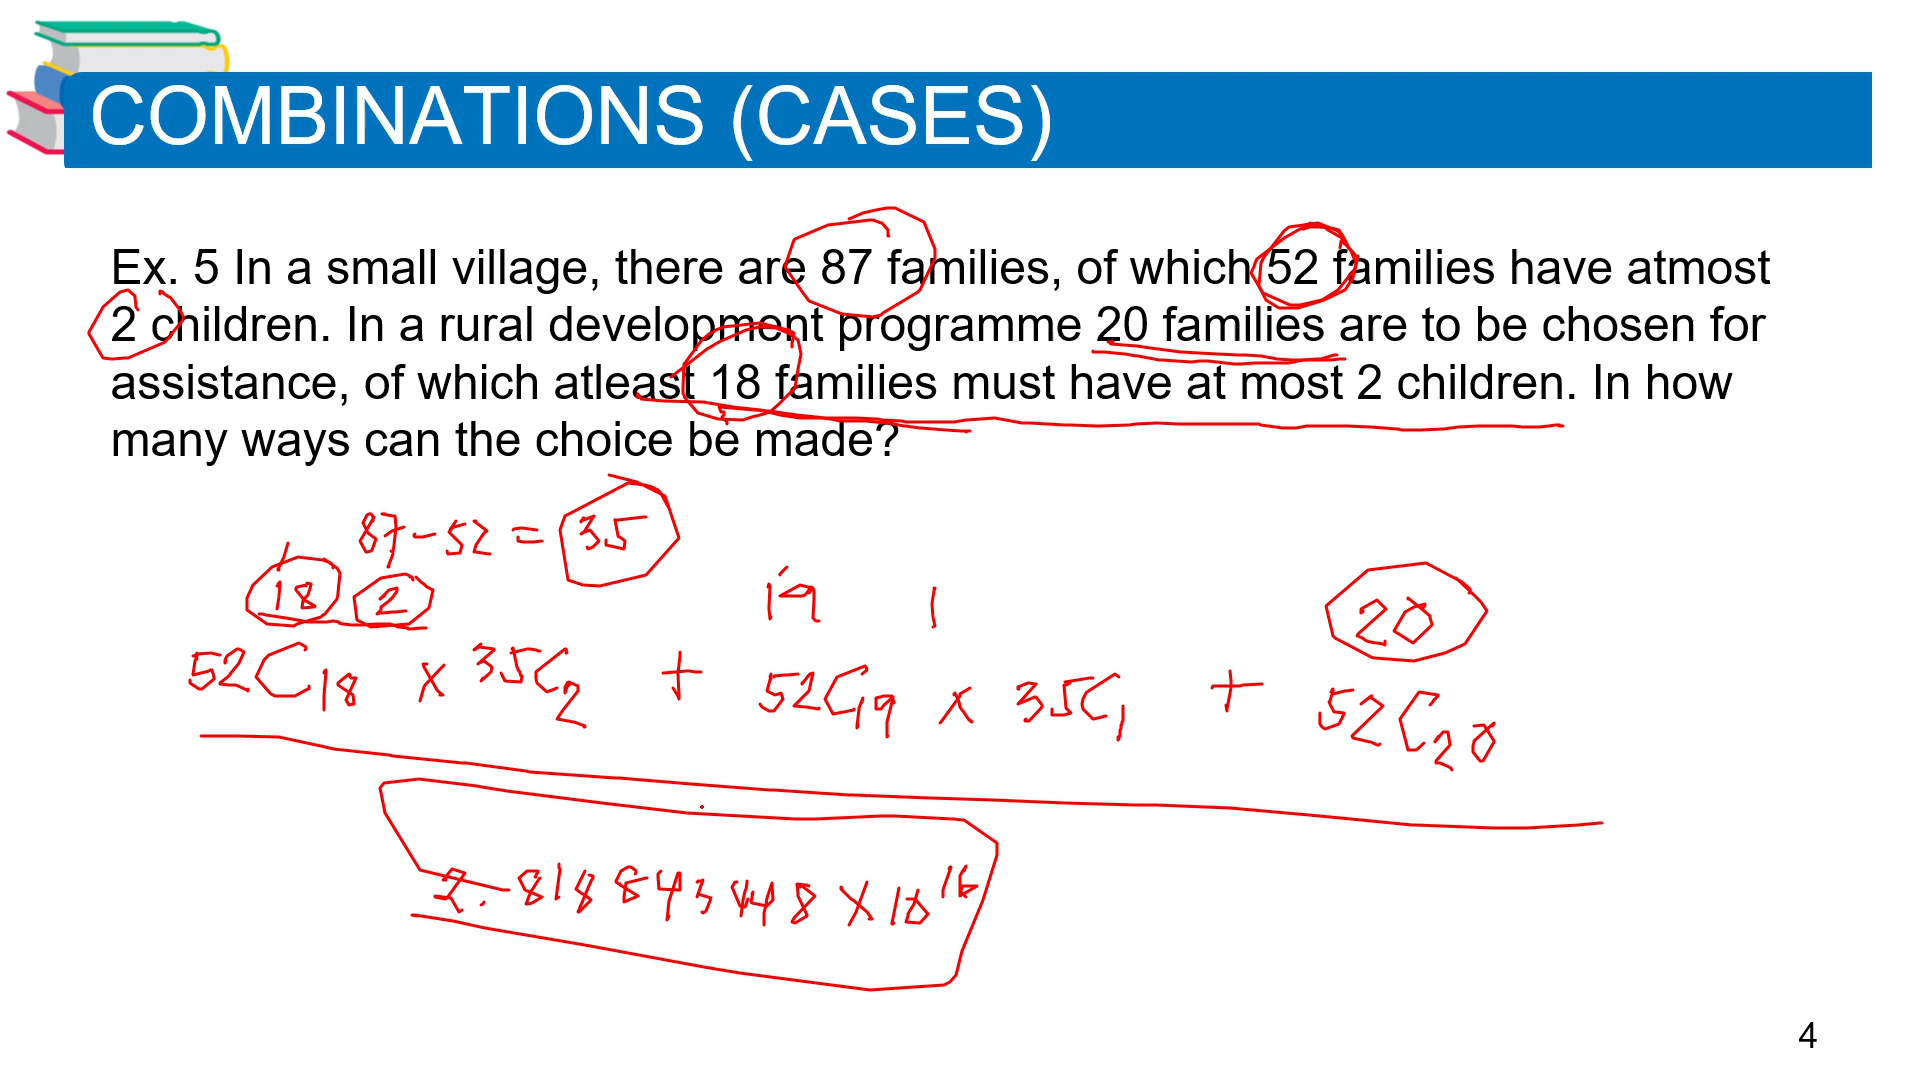 COMBINATIONS (CASES)
Ex. 5 In a small village, there are 87 families, of which 52 families have atmost
2 children. In a rural development programme 20 families are to be chosen for
assistance, of which atleast 18 families must have at most 2 children. In how
many ways can the choice be made?
87-52 = 35
18 2 19 1 20
52C18 x 35C2 + 52C19 x 35C1 + 52C20
2.818843448 X 10^16
4